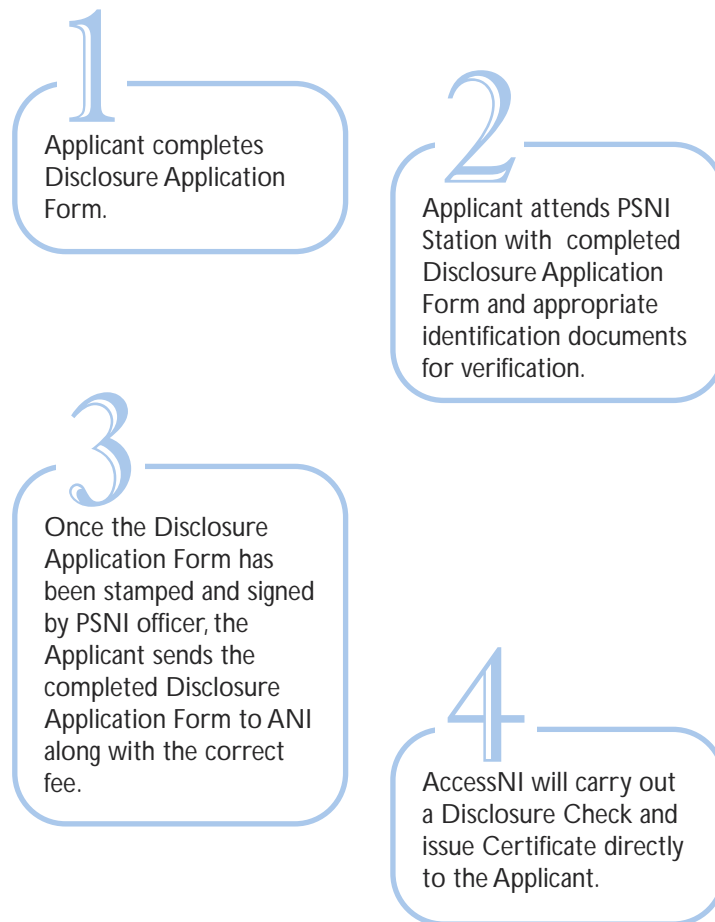 1
Applicant completes
Disclosure Application
Form.
2
Applicant attends PSNI
Station with completed
Disclosure Application
Form and appropriate
identification documents
for verification.
3
Once the Disclosure
Application Form has
been stamped and signed
by PSNI officer, the
Applicant sends the
completed Disclosure
Application Form to ANI
along with the correct
fee.
4
AccessNI will carry out
a Disclosure Check and
issue Certificate directly
to the Applicant.